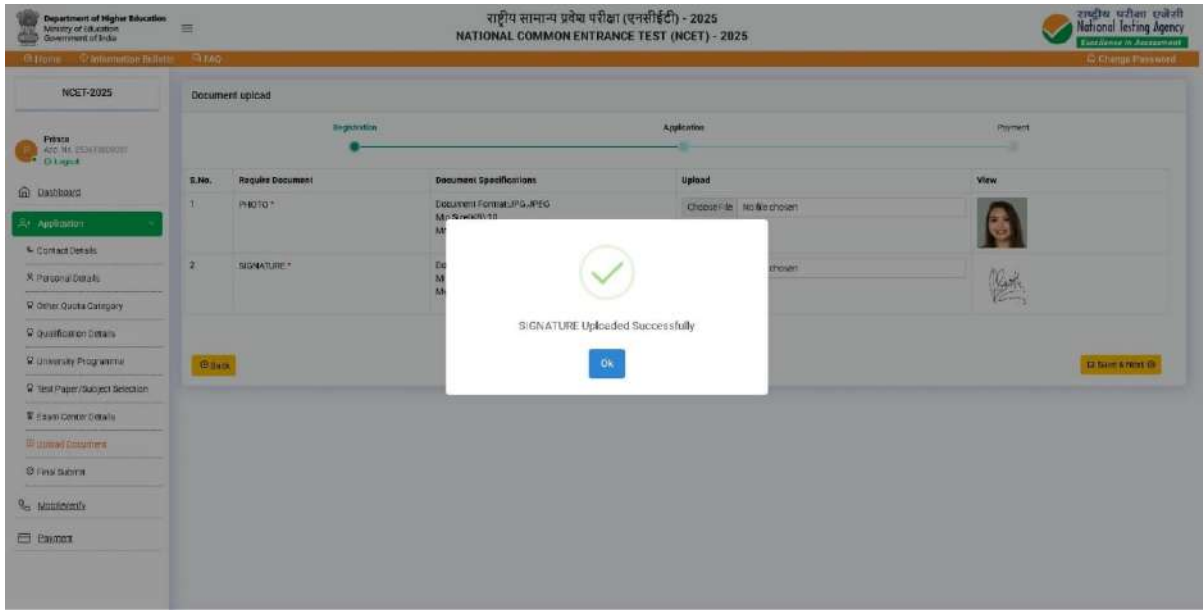 Department of Higher Education
Ministry of Education
Government of India
राष्ट्रीय सामान्य प्रवेश परीक्षा (एनसीईटी) - 2025
NATIONAL COMMON ENTRANCE TEST (NCET) - 2025
राष्ट्रीय परीक्षा एजेंसी
National Testing Agency
Excellence in Assessment
Home
Information Bulletin
FAQ
Change Password
NCET-2025
Prince
Logout
Dashboard
Application
Contact Details
Personal Details
Other Quota Category
Qualification Details
University Programme
Test Paper/Subject Selection
Exam Center Details
Upload Document
Final Submit
Payment
Document upload
Registration
Application
Payment
S.No. Require Document Document Specifications Upload View
1 PHOTO * Document Format:JPG,JPEG Choose File No file chosen
2 SIGNATURE * chosen
SIGNATURE Uploaded Successfully
Ok
Back
Save & Next